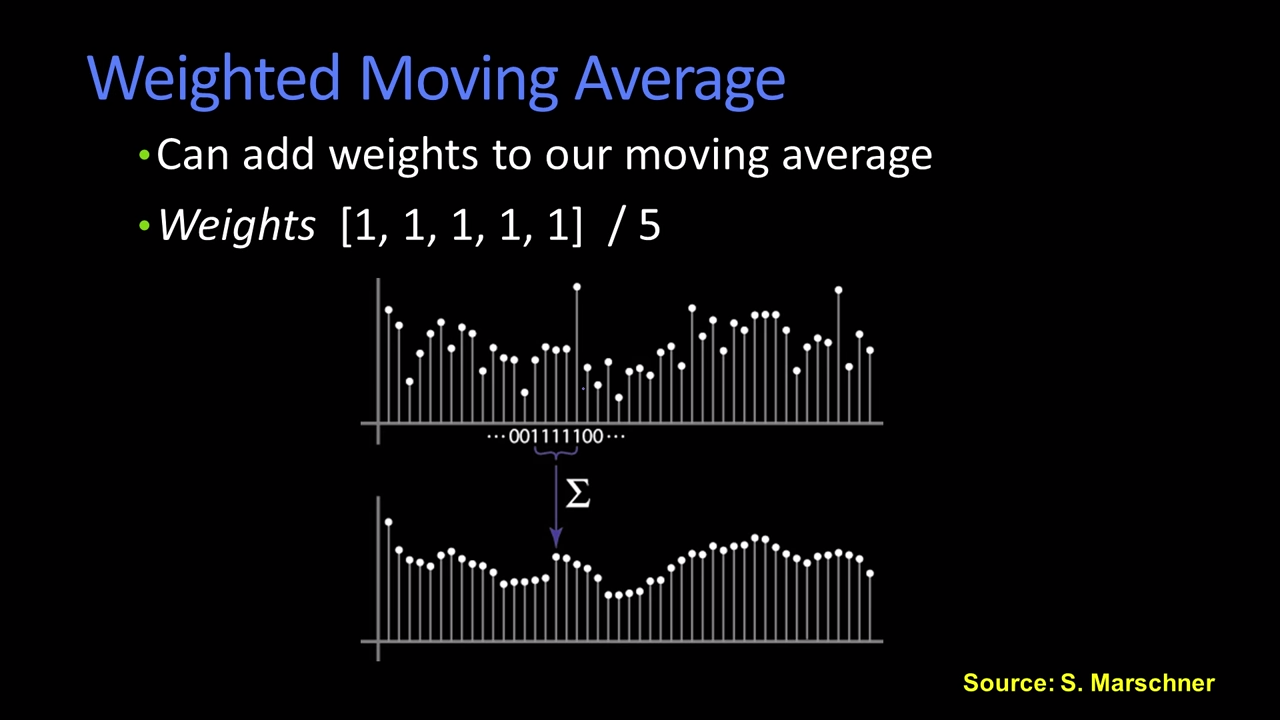 Weighted Moving Average
•Can add weights to our moving average
•Weights [1, 1, 1, 1, 1] / 5
···001111100···
Σ
Source: S. Marschner